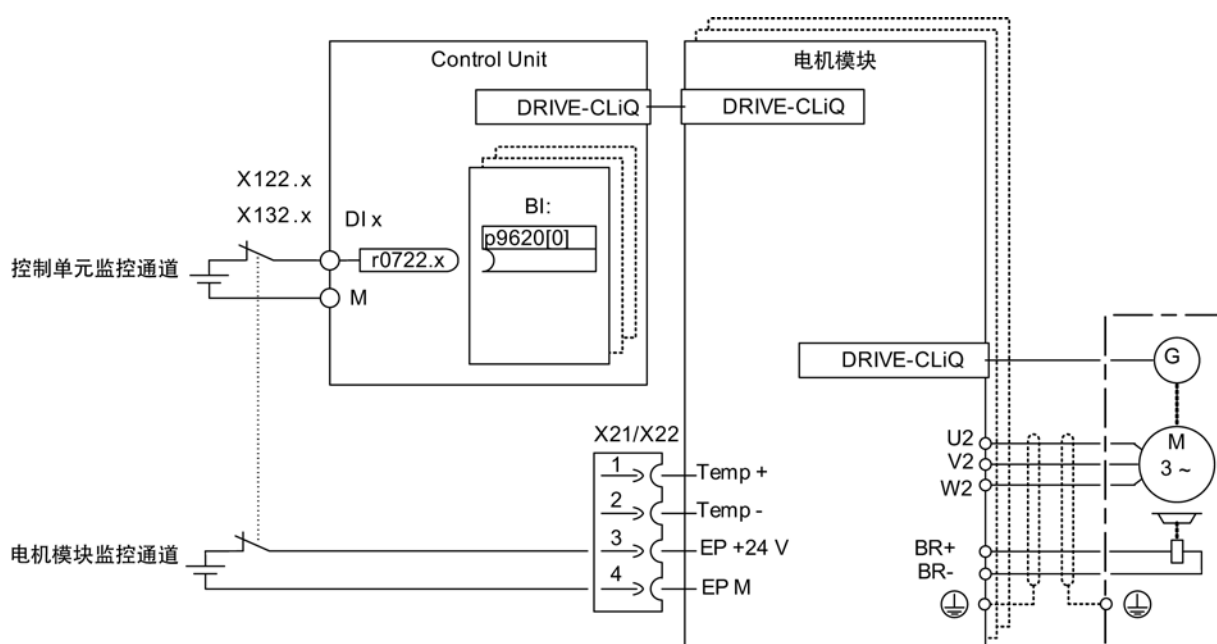 Control Unit
电机模块
DRIVE-CLiQ
DRIVE-CLiQ
X122.x
X132.x
DI x
BI:
p9620[0]
r0722.x
控制单元监控通道
M
DRIVE-CLiQ
G
X21/X22
U2
V2
W2
M
3 ~
1
Temp +
2
Temp -
3
EP +24 V
4
EP M
电机模块监控通道
BR+
BR-